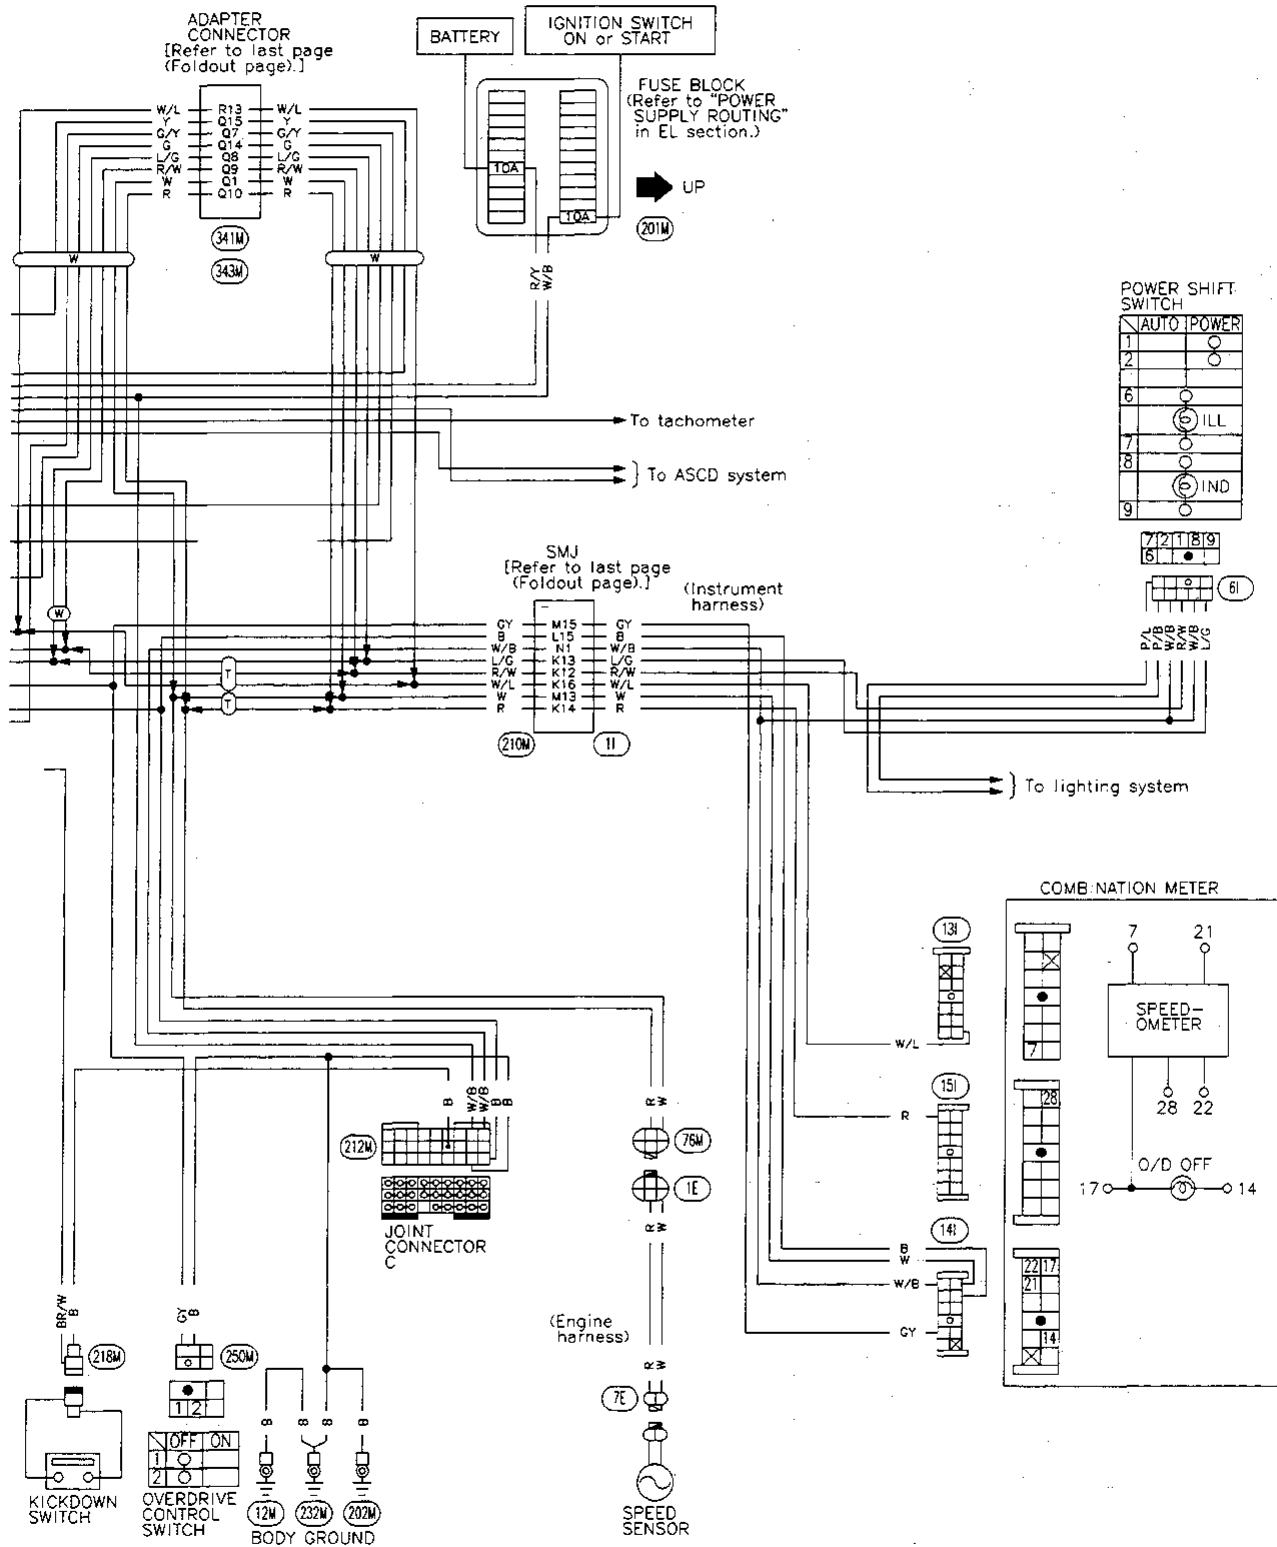 ADAPTER
CONNECTOR
[Refer to last page
(Foldout page).]
BATTERY
IGNITION SWITCH
ON or START
FUSE BLOCK
(Refer to "POWER
SUPPLY ROUTING"
in EL section.)
10A
10A
UP
201M
W/L R13 W/L
Y Q15 Y
G/Y Q7 G/Y
G Q14 G
L/G Q8 L/G
R/W Q9 R/W
W Q1 W
R Q10 R
341M
343M
W
W
R/Y
W/B
POWER SHIFT
SWITCH
AUTO POWER
1
2
6
ILL
7
8
IND
9
7 2 1 8 9
6
6I
P/L
P/B
W/B
R/W
W/B
L/G
To tachometer
To ASCD system
SMJ
[Refer to last page
(Foldout page).]
(Instrument
harness)
W
T
T
GY M15 GY
B L15 B
W/B N1 W/B
L/G K13 L/G
R/W K12 R/W
W/L K16 W/L
W M13 W
R K14 R
210M
1I
To lighting system
COMBINATION METER
13I
W/L
7
7
21
SPEED-
OMETER
28
22
15I
R
28
O/D OFF
17
14
14I
B
W
W/B
GY
22 17
21
14
B
W/B
W/B
B
B
212M
JOINT
CONNECTOR
C
R
W
76M
1E
R
W
(Engine
harness)
R
W
7E
SPEED
SENSOR
BR/W
B
218M
KICKDOWN
SWITCH
GY
B
250M
1 2
OFF ON
1
2
OVERDRIVE
CONTROL
SWITCH
B
B
B
B
12M
232M
202M
BODY GROUND